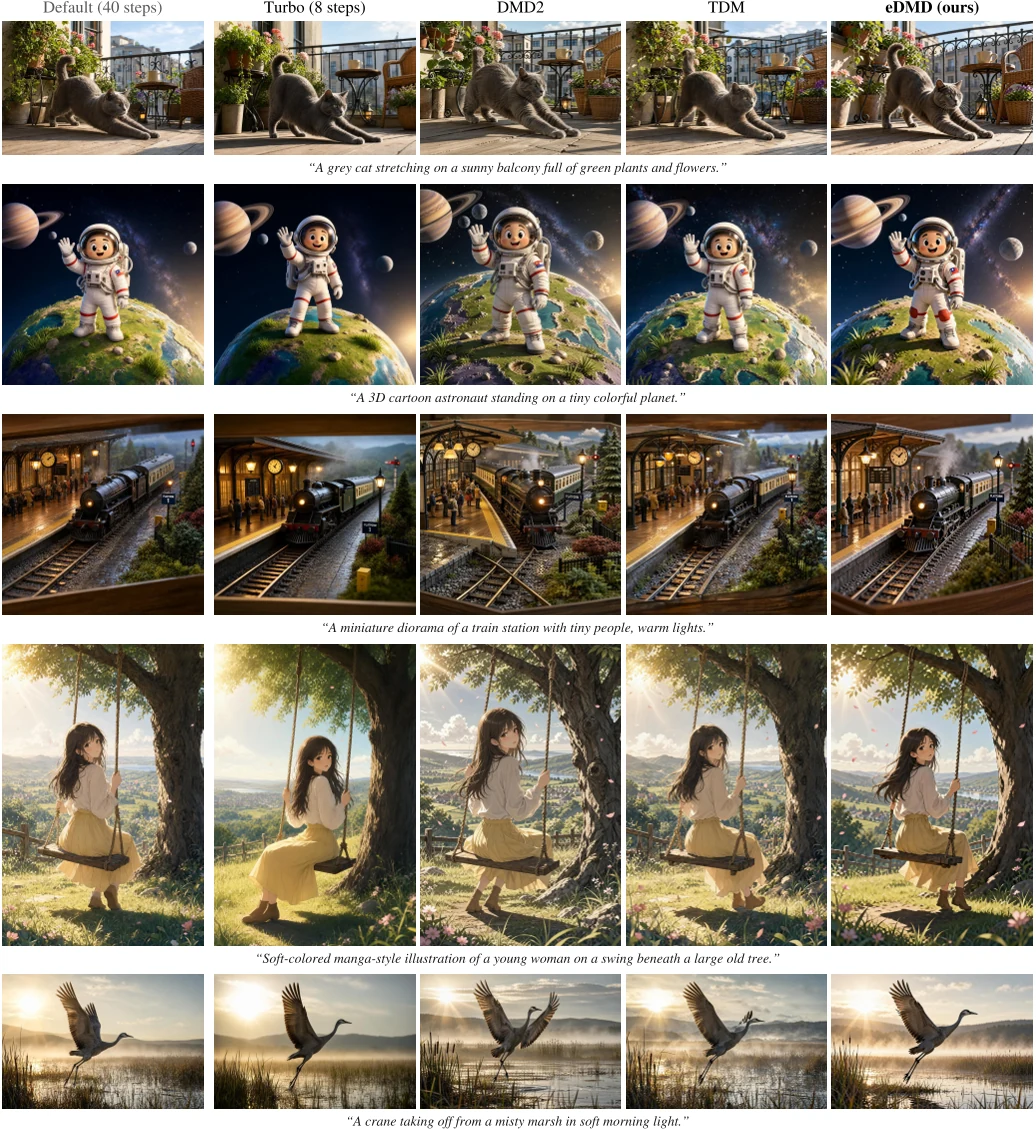 Default (40 steps) Turbo (8 steps) DMD2 TDM eDMD (ours)
“A grey cat stretching on a sunny balcony full of green plants and flowers.”
“A 3D cartoon astronaut standing on a tiny colorful planet.”
“A miniature diorama of a train station with tiny people, warm lights.”
“Soft-colored manga-style illustration of a young woman on a swing beneath a large old tree.”
“A crane taking off from a misty marsh in soft morning light.”